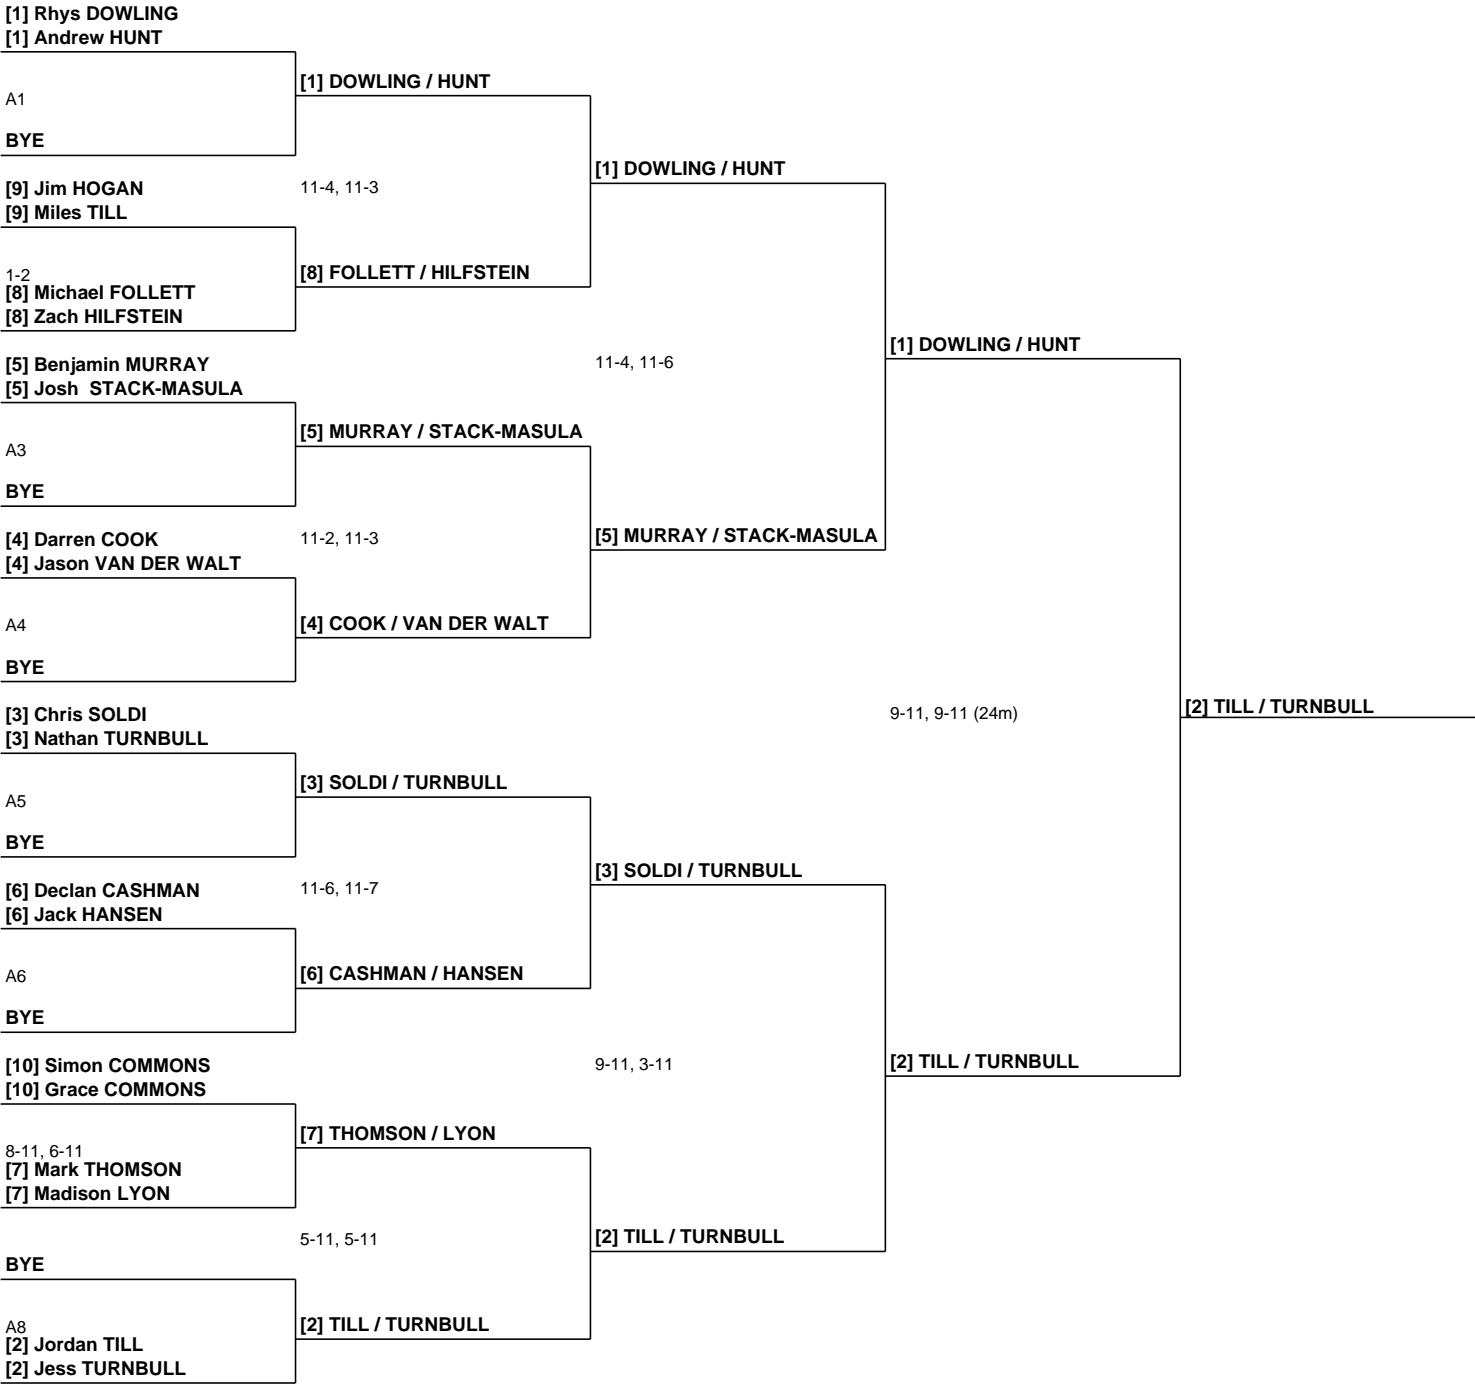 [1] Rhys DOWLING
[1] Andrew HUNT
[1] DOWLING / HUNT
A1
BYE
[1] DOWLING / HUNT
[9] Jim HOGAN
11-4, 11-3
[9] Miles TILL
[8] FOLLETT / HILFSTEIN
1-2
[8] Michael FOLLETT
[8] Zach HILFSTEIN
[1] DOWLING / HUNT
[5] Benjamin MURRAY
11-4, 11-6
[5] Josh  STACK-MASULA
[5] MURRAY / STACK-MASULA
A3
BYE
[4] Darren COOK
11-2, 11-3
[5] MURRAY / STACK-MASULA
[4] Jason VAN DER WALT
[4] COOK / VAN DER WALT
A4
BYE
[3] Chris SOLDI
9-11, 9-11 (24m)
[2] TILL / TURNBULL
[3] Nathan TURNBULL
[3] SOLDI / TURNBULL
A5
BYE
[3] SOLDI / TURNBULL
[6] Declan CASHMAN
11-6, 11-7
[6] Jack HANSEN
[6] CASHMAN / HANSEN
A6
BYE
[10] Simon COMMONS
9-11, 3-11
[2] TILL / TURNBULL
[10] Grace COMMONS
[7] THOMSON / LYON
8-11, 6-11
[7] Mark THOMSON
[7] Madison LYON
5-11, 5-11
[2] TILL / TURNBULL
BYE
[2] TILL / TURNBULL
A8
[2] Jordan TILL
[2] Jess TURNBULL